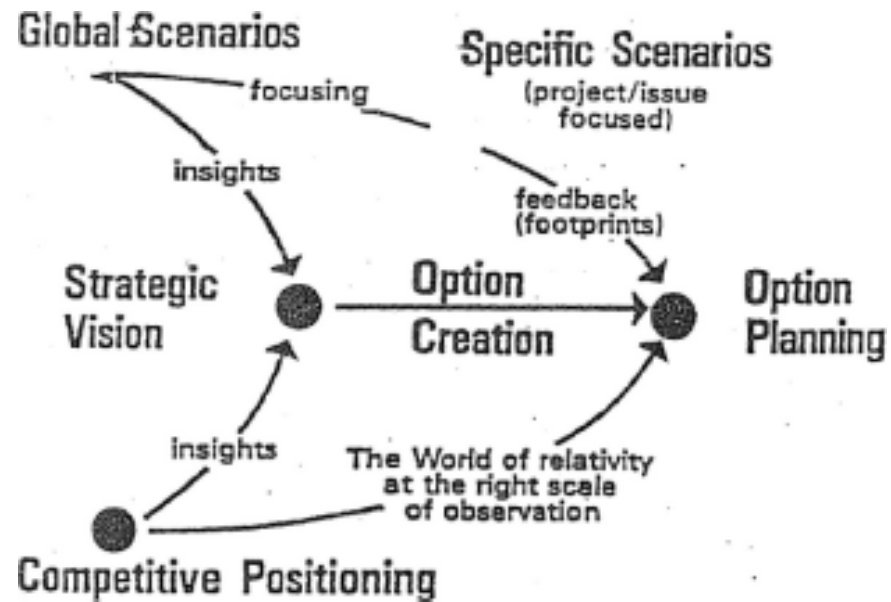 Global Scenarios
Specific Scenarios
(project/issue
focused)
focusing
insights
feedback
(footprints)
Strategic
Vision
Option
Creation
Option
Planning
insights
The World of relativity
at the right scale
of observation
Competitive Positioning